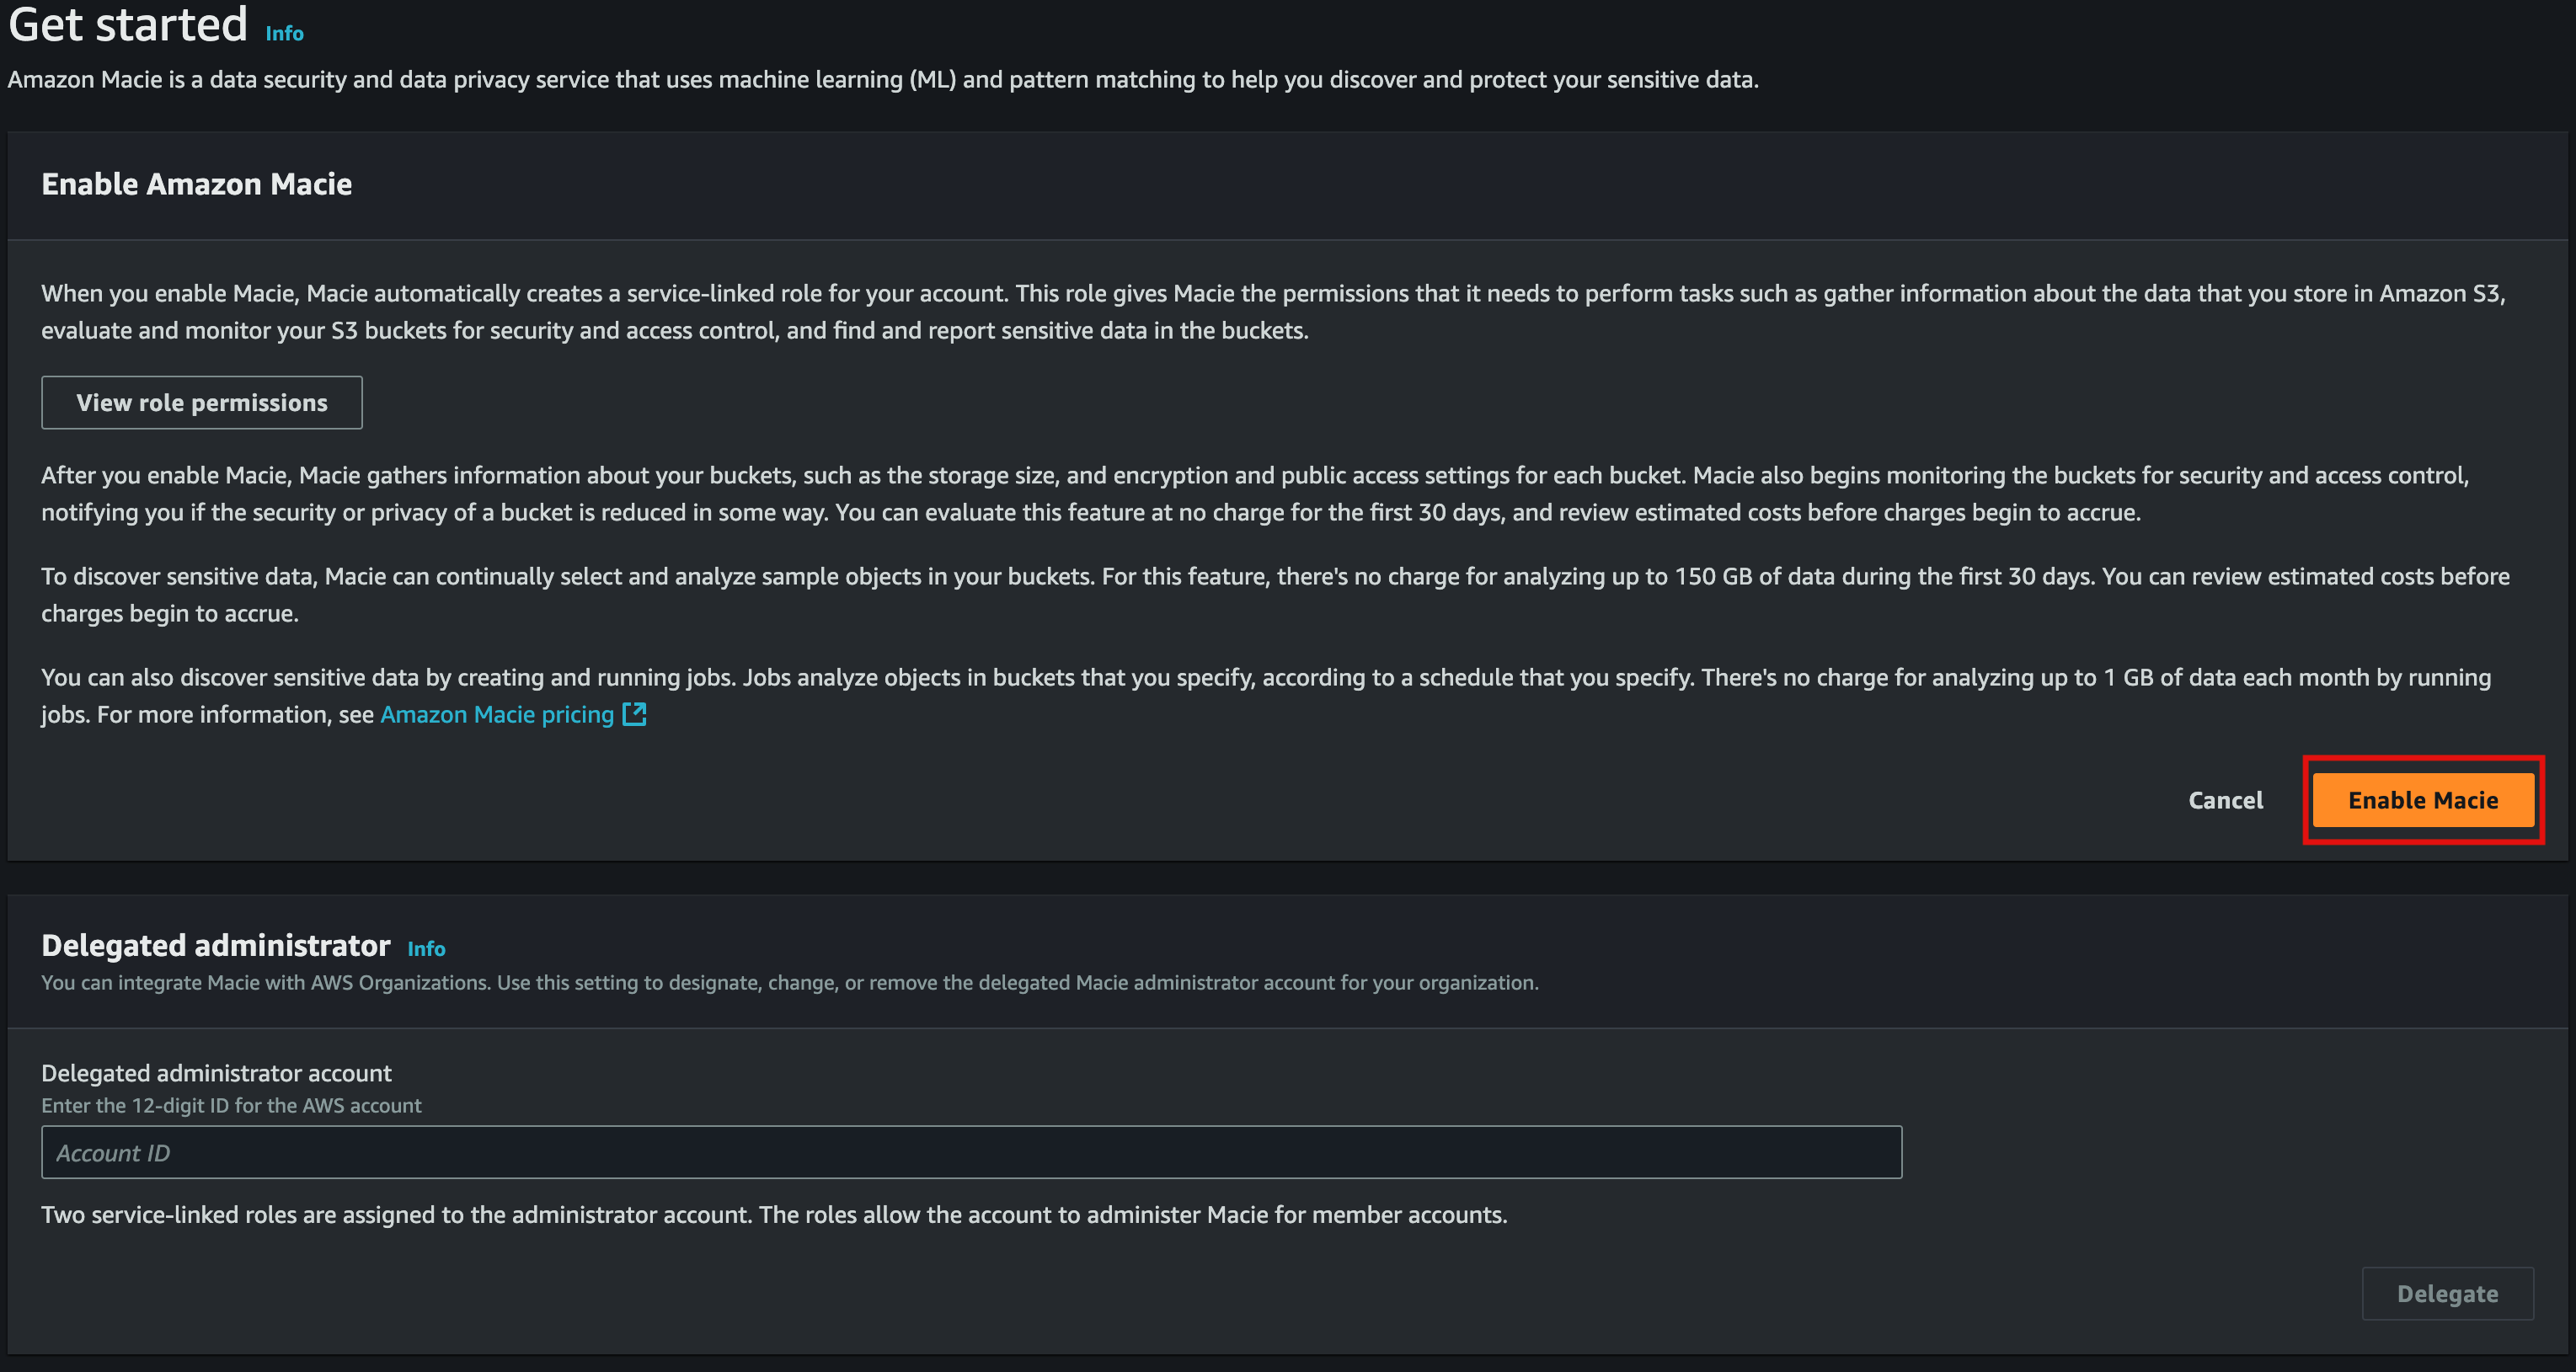 Get started Info
Amazon Macie is a data security and data privacy service that uses machine learning (ML) and pattern matching to help you discover and protect your sensitive data.
Enable Amazon Macie
When you enable Macie, Macie automatically creates a service-linked role for your account. This role gives Macie the permissions that it needs to perform tasks such as gather information about the data that you store in Amazon S3,
evaluate and monitor your S3 buckets for security and access control, and find and report sensitive data in the buckets.
View role permissions
After you enable Macie, Macie gathers information about your buckets, such as the storage size, and encryption and public access settings for each bucket. Macie also begins monitoring the buckets for security and access control,
notifying you if the security or privacy of a bucket is reduced in some way. You can evaluate this feature at no charge for the first 30 days, and review estimated costs before charges begin to accrue.
To discover sensitive data, Macie can continually select and analyze sample objects in your buckets. For this feature, there's no charge for analyzing up to 150 GB of data during the first 30 days. You can review estimated costs before
charges begin to accrue.
You can also discover sensitive data by creating and running jobs. Jobs analyze objects in buckets that you specify, according to a schedule that you specify. There's no charge for analyzing up to 1 GB of data each month by running
jobs. For more information, see Amazon Macie pricing
Cancel Enable Macie
Delegated administrator Info
You can integrate Macie with AWS Organizations. Use this setting to designate, change, or remove the delegated Macie administrator account for your organization.
Delegated administrator account
Enter the 12-digit ID for the AWS account
Account ID
Two service-linked roles are assigned to the administrator account. The roles allow the account to administer Macie for member accounts.
Delegate